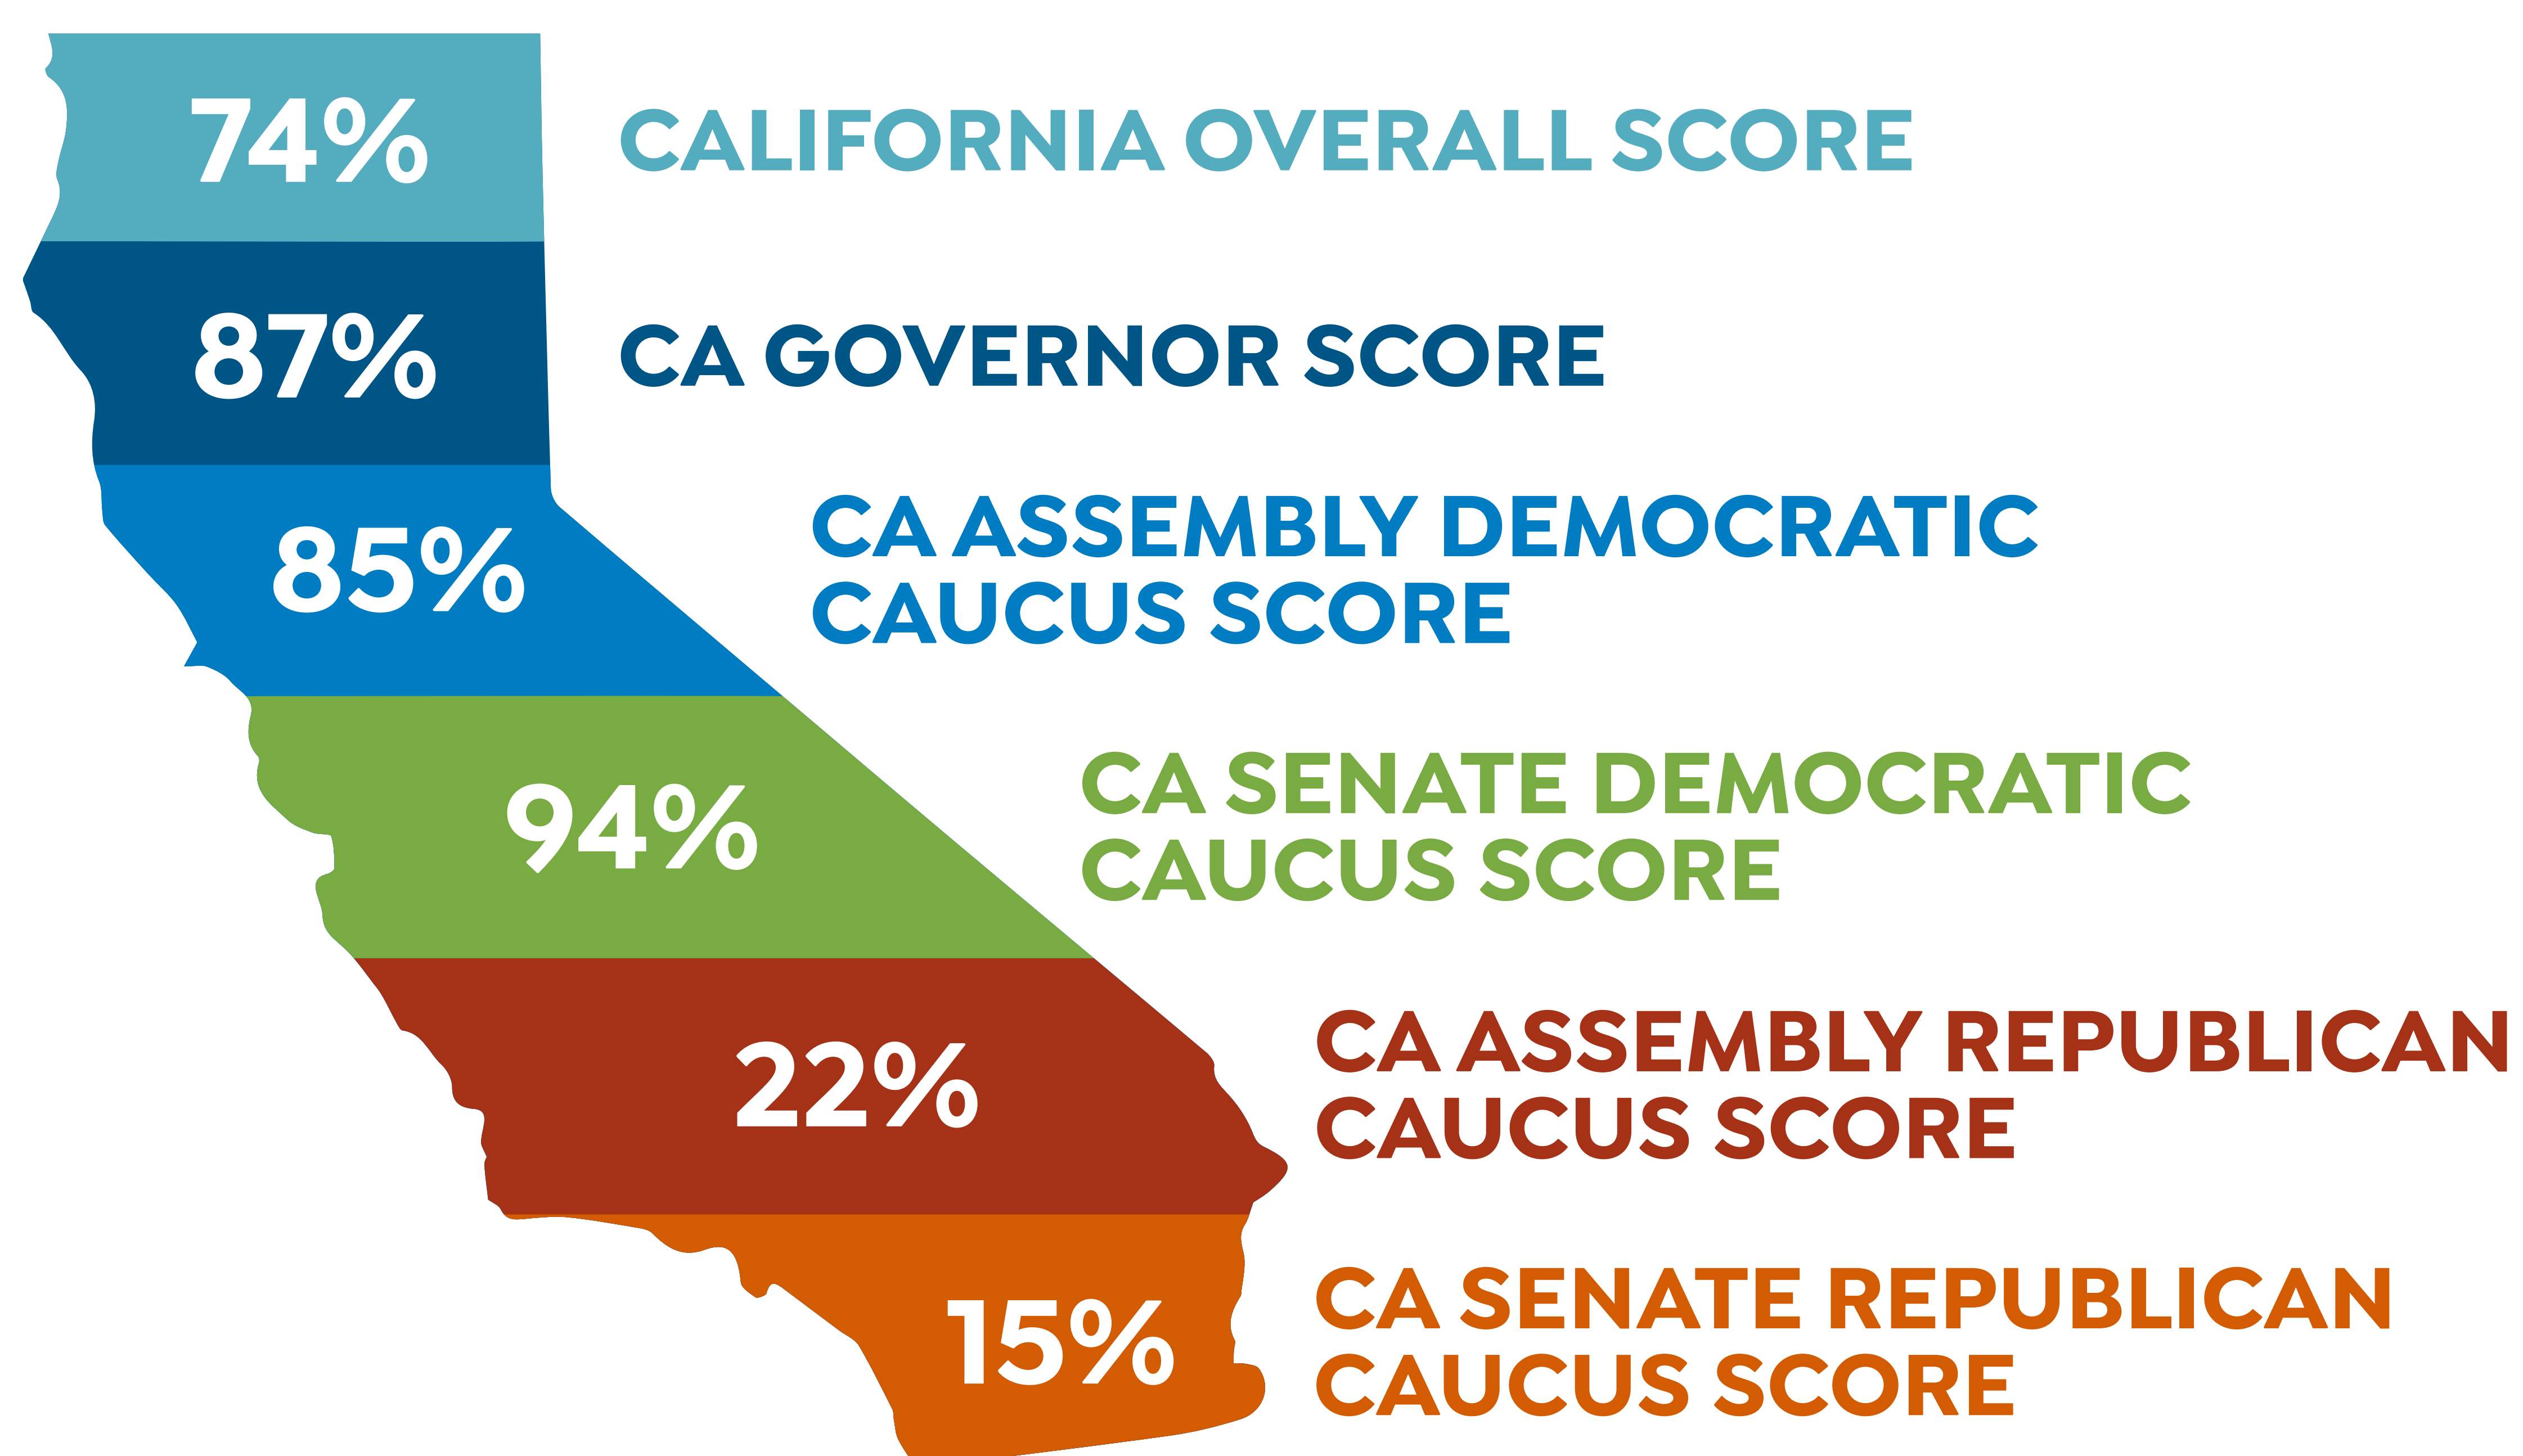 74% CALIFORNIA OVERALL SCORE
87% CA GOVERNOR SCORE
85% CA ASSEMBLY DEMOCRATIC
CAUCUS SCORE
94% CA SENATE DEMOCRATIC
CAUCUS SCORE
22% CA ASSEMBLY REPUBLICAN
CAUCUS SCORE
15% CA SENATE REPUBLICAN
CAUCUS SCORE